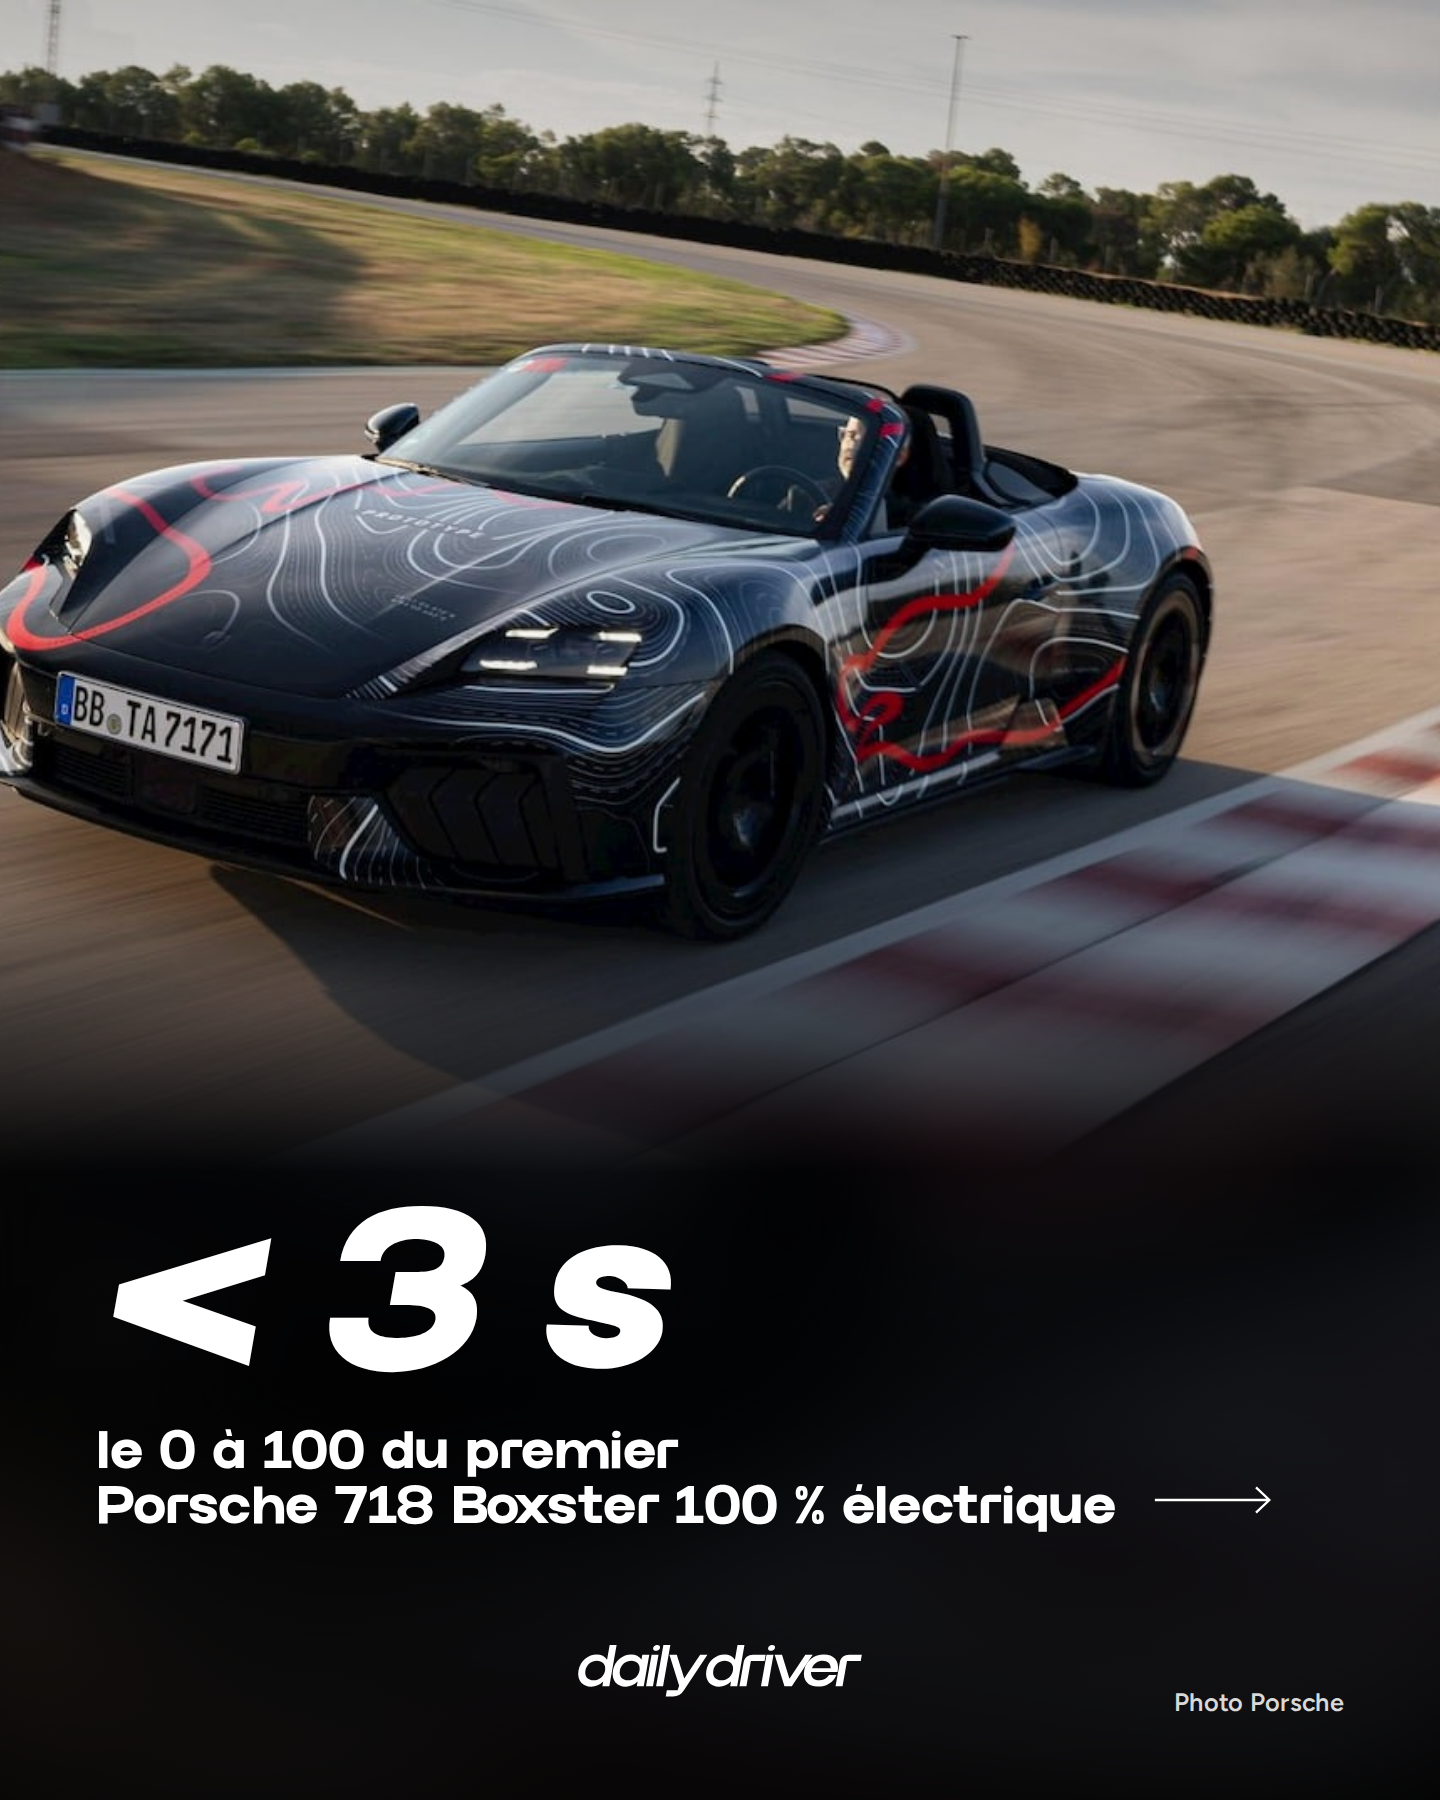 PROTOTYPE
BB TA 7171
< 3 s
le 0 à 100 du premier
Porsche 718 Boxster 100 % électrique
dailydriver
Photo Porsche